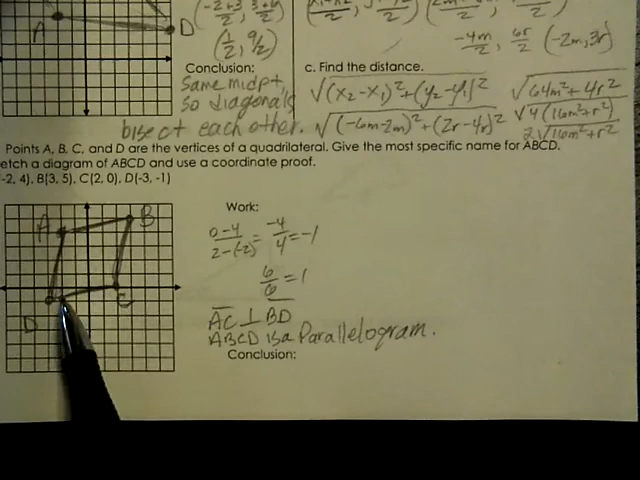 -2+3/2, 3+6/2
(1/2, 9/2)
-4m/2, 6r/2 (-2m, 3r)
A
D
Conclusion:
Same midpt,
so diagonals
bisect each other.
c. Find the distance.
√(x₂-x₁)²+(y₂-y₁)²
√(-6m-2m)²+(2r-4r)²
√64m²+4r²
√4(16m²+r²)
2√16m²+r²
Points A, B, C, and D are the vertices of a quadrilateral. Give the most specific name for ABCD.
etch a diagram of ABCD and use a coordinate proof.
-2, 4), B(3, 5), C(2, 0), D(-3, -1)
A
B
C
D
Work:
0-4/2-(-2) = -4/4 = -1
6/6 = 1
AC ⊥ BD
ABCD is a Parallelogram.
Conclusion: